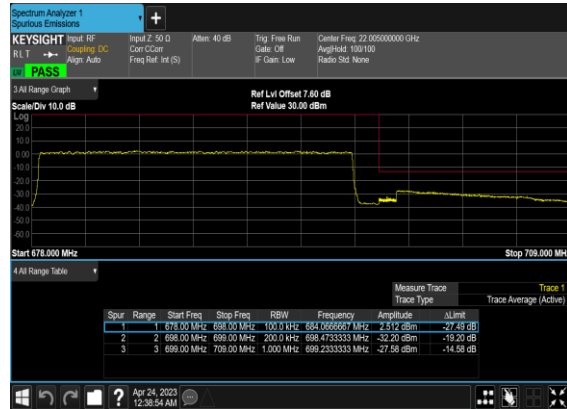 Spectrum Analyzer 1
Spurious Emissions
+
KEYSIGHT Input: RF Input Z: 50 Ω Atten: 40 dB Trig: Free Run Center Freq: 22.005000000 GHz
RLT Coupling: DC Corr CCorr Gate: Off Avg|Hold: 100/100
Align: Auto Freq Ref: Int (S) IF Gain: Low Radio Std: None
PASS
3 All Range Graph
Ref Lvl Offset 7.60 dB
Scale/Div 10.0 dB Ref Value 30.00 dBm
Log
20.0
10.0
0.00
-10.0
-20.0
-30.0
-40.0
-50.0
-60.0
Start 678.000 MHz Stop 709.000 MH
4 All Range Table
Measure Trace Trace 1
Trace Type Trace Average (Active)
Spur Range Start Freq Stop Freq RBW Frequency Amplitude ΔLimit
1 1 678.00 MHz 698.00 MHz 100.0 kHz 684.0666667 MHz 2.512 dBm -27.49 dB
2 2 698.00 MHz 699.00 MHz 200.0 kHz 698.4733333 MHz -32.20 dBm -19.20 dB
3 3 699.00 MHz 709.00 MHz 1.000 MHz 699.2333333 MHz -27.58 dBm -14.58 dB
? Apr 24, 2023
12:38:54 AM